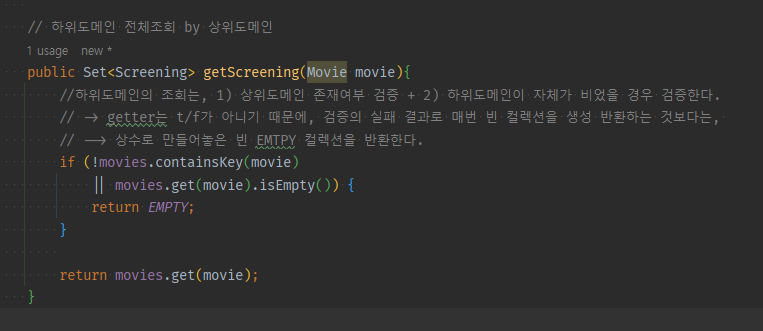 // 하위도메인 전체조회 by 상위도메인
1 usage new *
public Set<Screening> getScreening(Movie movie){
//하위도메인의 조회는, 1) 상위도메인 존재여부 검증 + 2) 하위도메인이 자체가 비었을 경우 검증한다.
// -> getter는 t/f가 아니기 때문에, 검증의 실패 결과로 매번 빈 컬렉션을 생성 반환하는 것보다는,
// --> 상수로 만들어놓은 빈 EMTPY 컬렉션을 반환한다.
if (!movies.containsKey(movie)
|| movies.get(movie).isEmpty()) {
return EMPTY;
}
return movies.get(movie);
}